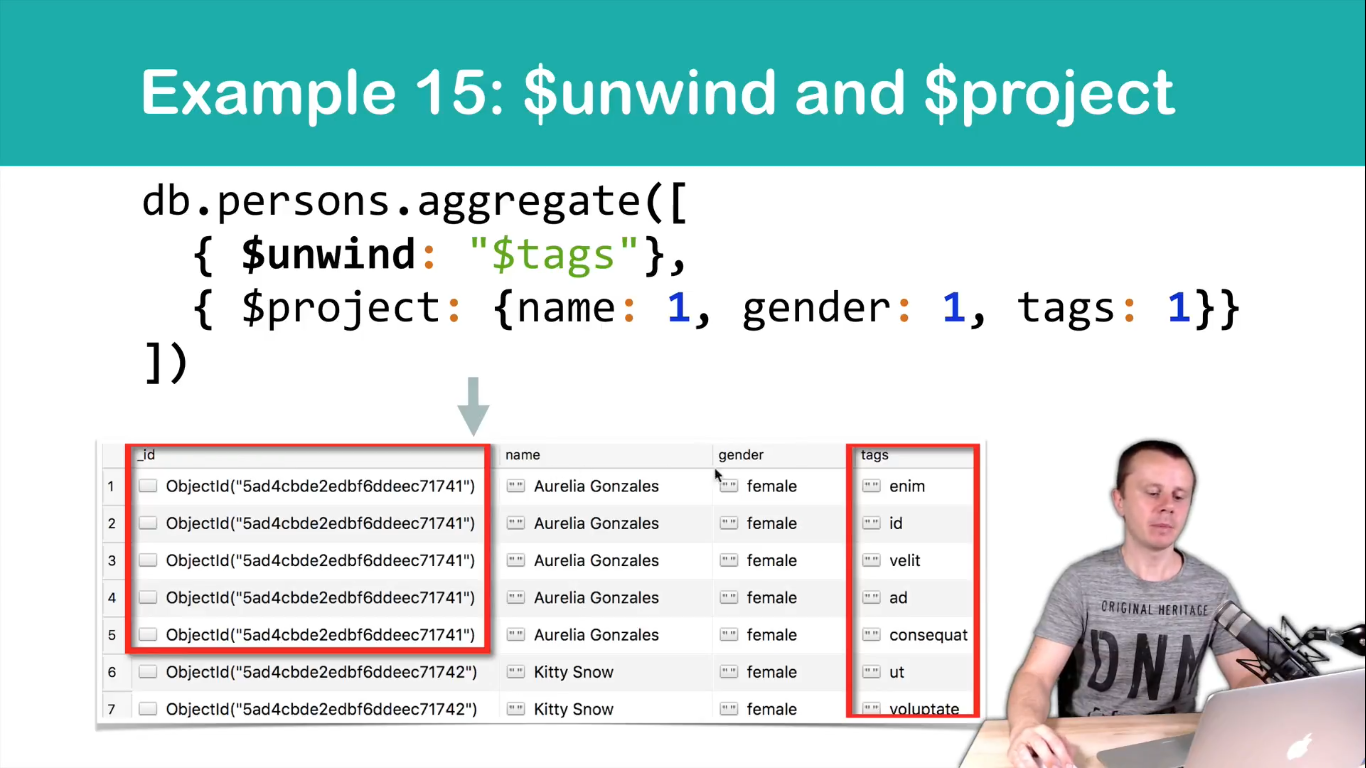 Example 15: $unwind and $project
db.persons.aggregate([
{ $unwind: "$tags"},
{ $project: {name: 1, gender: 1, tags: 1}}
])
_id name gender tags
1 ObjectId("5ad4cbde2edbf6ddeec71741") "" Aurelia Gonzales "" female "" enim
2 ObjectId("5ad4cbde2edbf6ddeec71741") "" Aurelia Gonzales "" female "" id
3 ObjectId("5ad4cbde2edbf6ddeec71741") "" Aurelia Gonzales "" female "" velit
4 ObjectId("5ad4cbde2edbf6ddeec71741") "" Aurelia Gonzales "" female "" ad
5 ObjectId("5ad4cbde2edbf6ddeec71741") "" Aurelia Gonzales "" female "" consequat
6 ObjectId("5ad4cbde2edbf6ddeec71742") "" Kitty Snow "" female "" ut
7 ObjectId("5ad4cbde2edbf6ddeec71742") "" Kitty Snow "" female "" voluptate
ORIGINAL HERITAGE
DNM